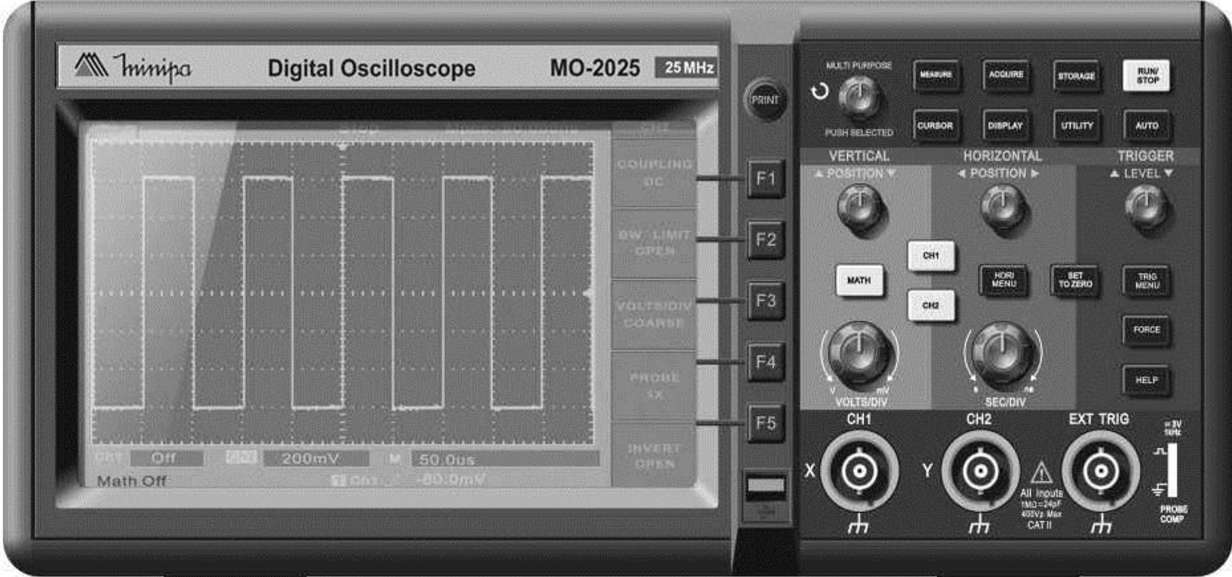 minipa
Digital Oscilloscope
MO-2025
25 MHz
MULTI PURPOSE
PUSH SELECTED
MEASURE
ACQUIRE
STORAGE
RUN/
STOP
CURSOR
DISPLAY
UTILITY
AUTO
PRINT
Stop
CH2
COUPLING
DC
BW LIMIT
OPEN
VOLTS/DIV
COARSE
PROBE
1X
INVERT
OPEN
F1
F2
F3
F4
F5
CH1 Off CH2 200mV M 50.0us
Math Off
T Ch1 -80.0mV
VERTICAL
▲ POSITION ▼
HORIZONTAL
◄ POSITION ►
TRIGGER
▲ LEVEL ▼
CH1
MATH
CH2
HORI
MENU
SET
TO ZERO
TRIG
MENU
FORCE
HELP
V mV
VOLTS/DIV
s ns
SEC/DIV
CH1
CH2
EXT TRIG
X
Y
All Inputs
1MΩ=24pF
400Vp Max
CAT II
≈3V
1KHz
PROBE
COMP